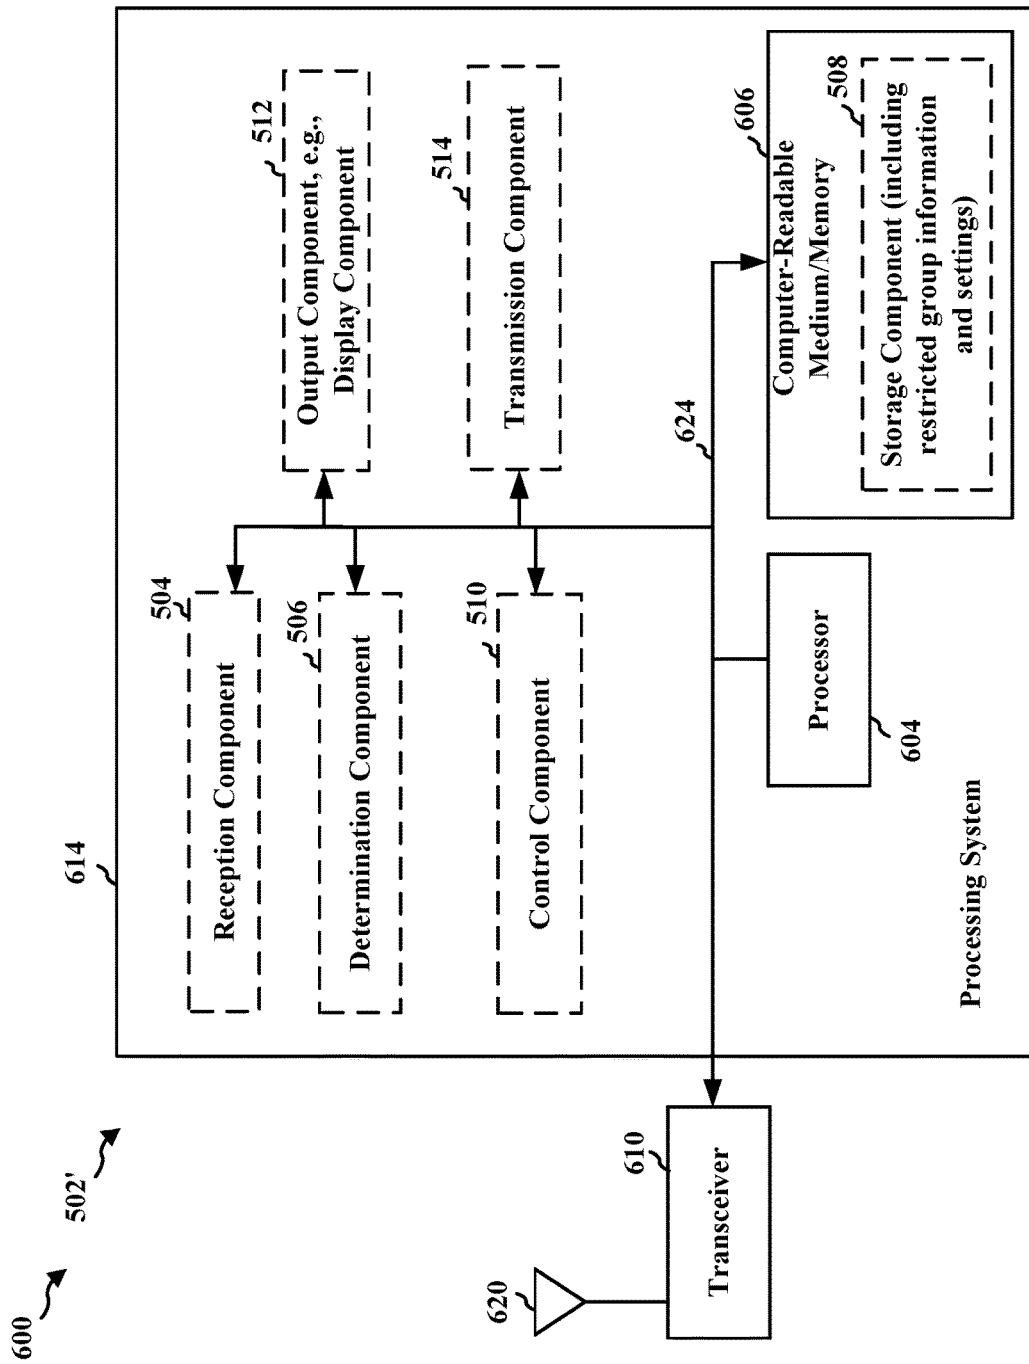 600
502'
614
504
Reception Component
506
Determination Component
510
Control Component
512
Output Component, e.g.,
Display Component
514
Transmission Component
620
610
Transceiver
624
Processor
604
606
Computer-Readable
Medium/Memory
508
Storage Component (including
restricted group information
and settings)
Processing System